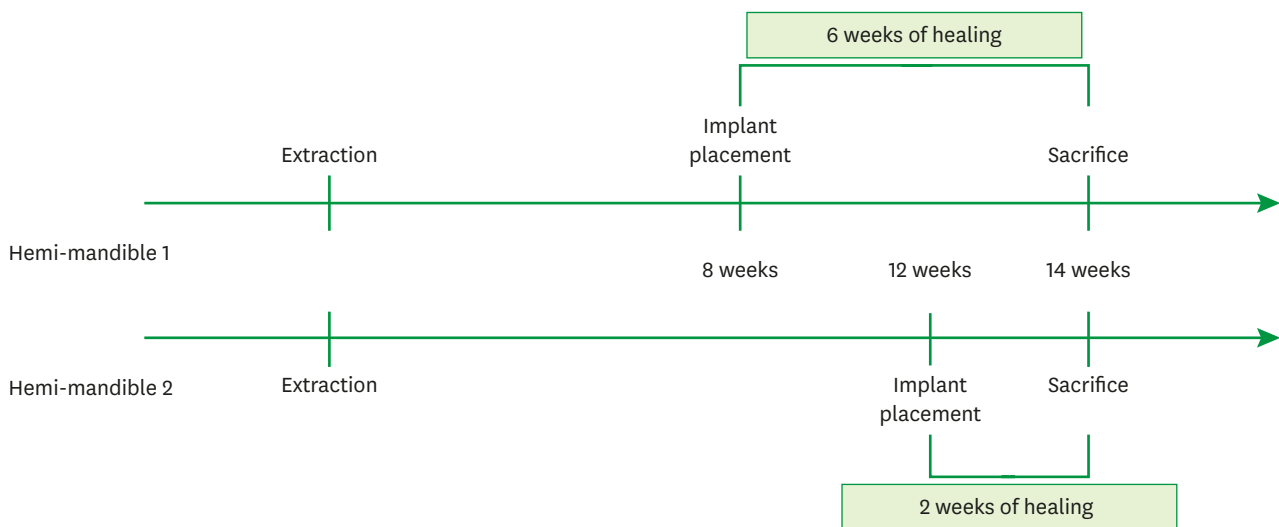 6 weeks of healing
Implant
placement
Extraction
Sacrifice
Hemi-mandible 1
8 weeks
12 weeks
14 weeks
Hemi-mandible 2
Extraction
Implant
placement
Sacrifice
2 weeks of healing